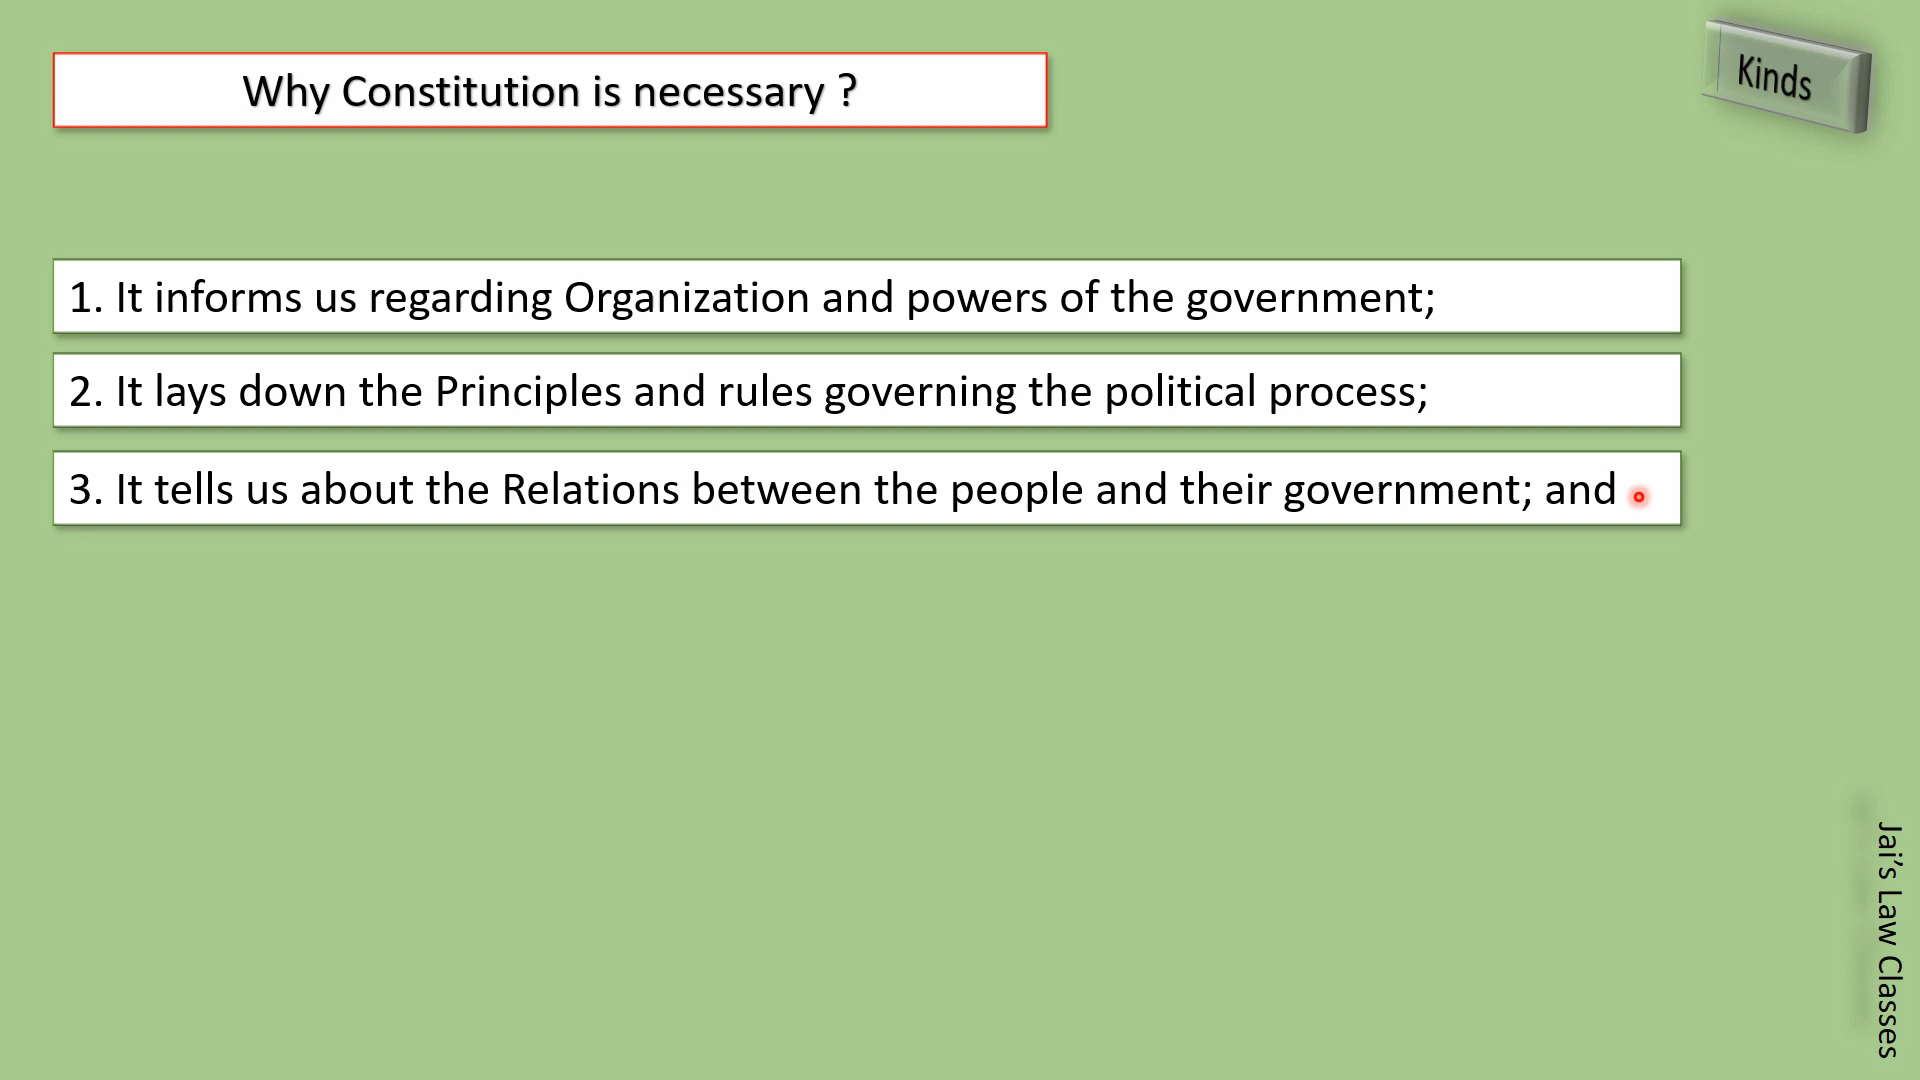 Kinds
Why Constitution is necessary ?
1. It informs us regarding Organization and powers of the government;
2. It lays down the Principles and rules governing the political process;
3. It tells us about the Relations between the people and their government; and
Jai's Law Classes